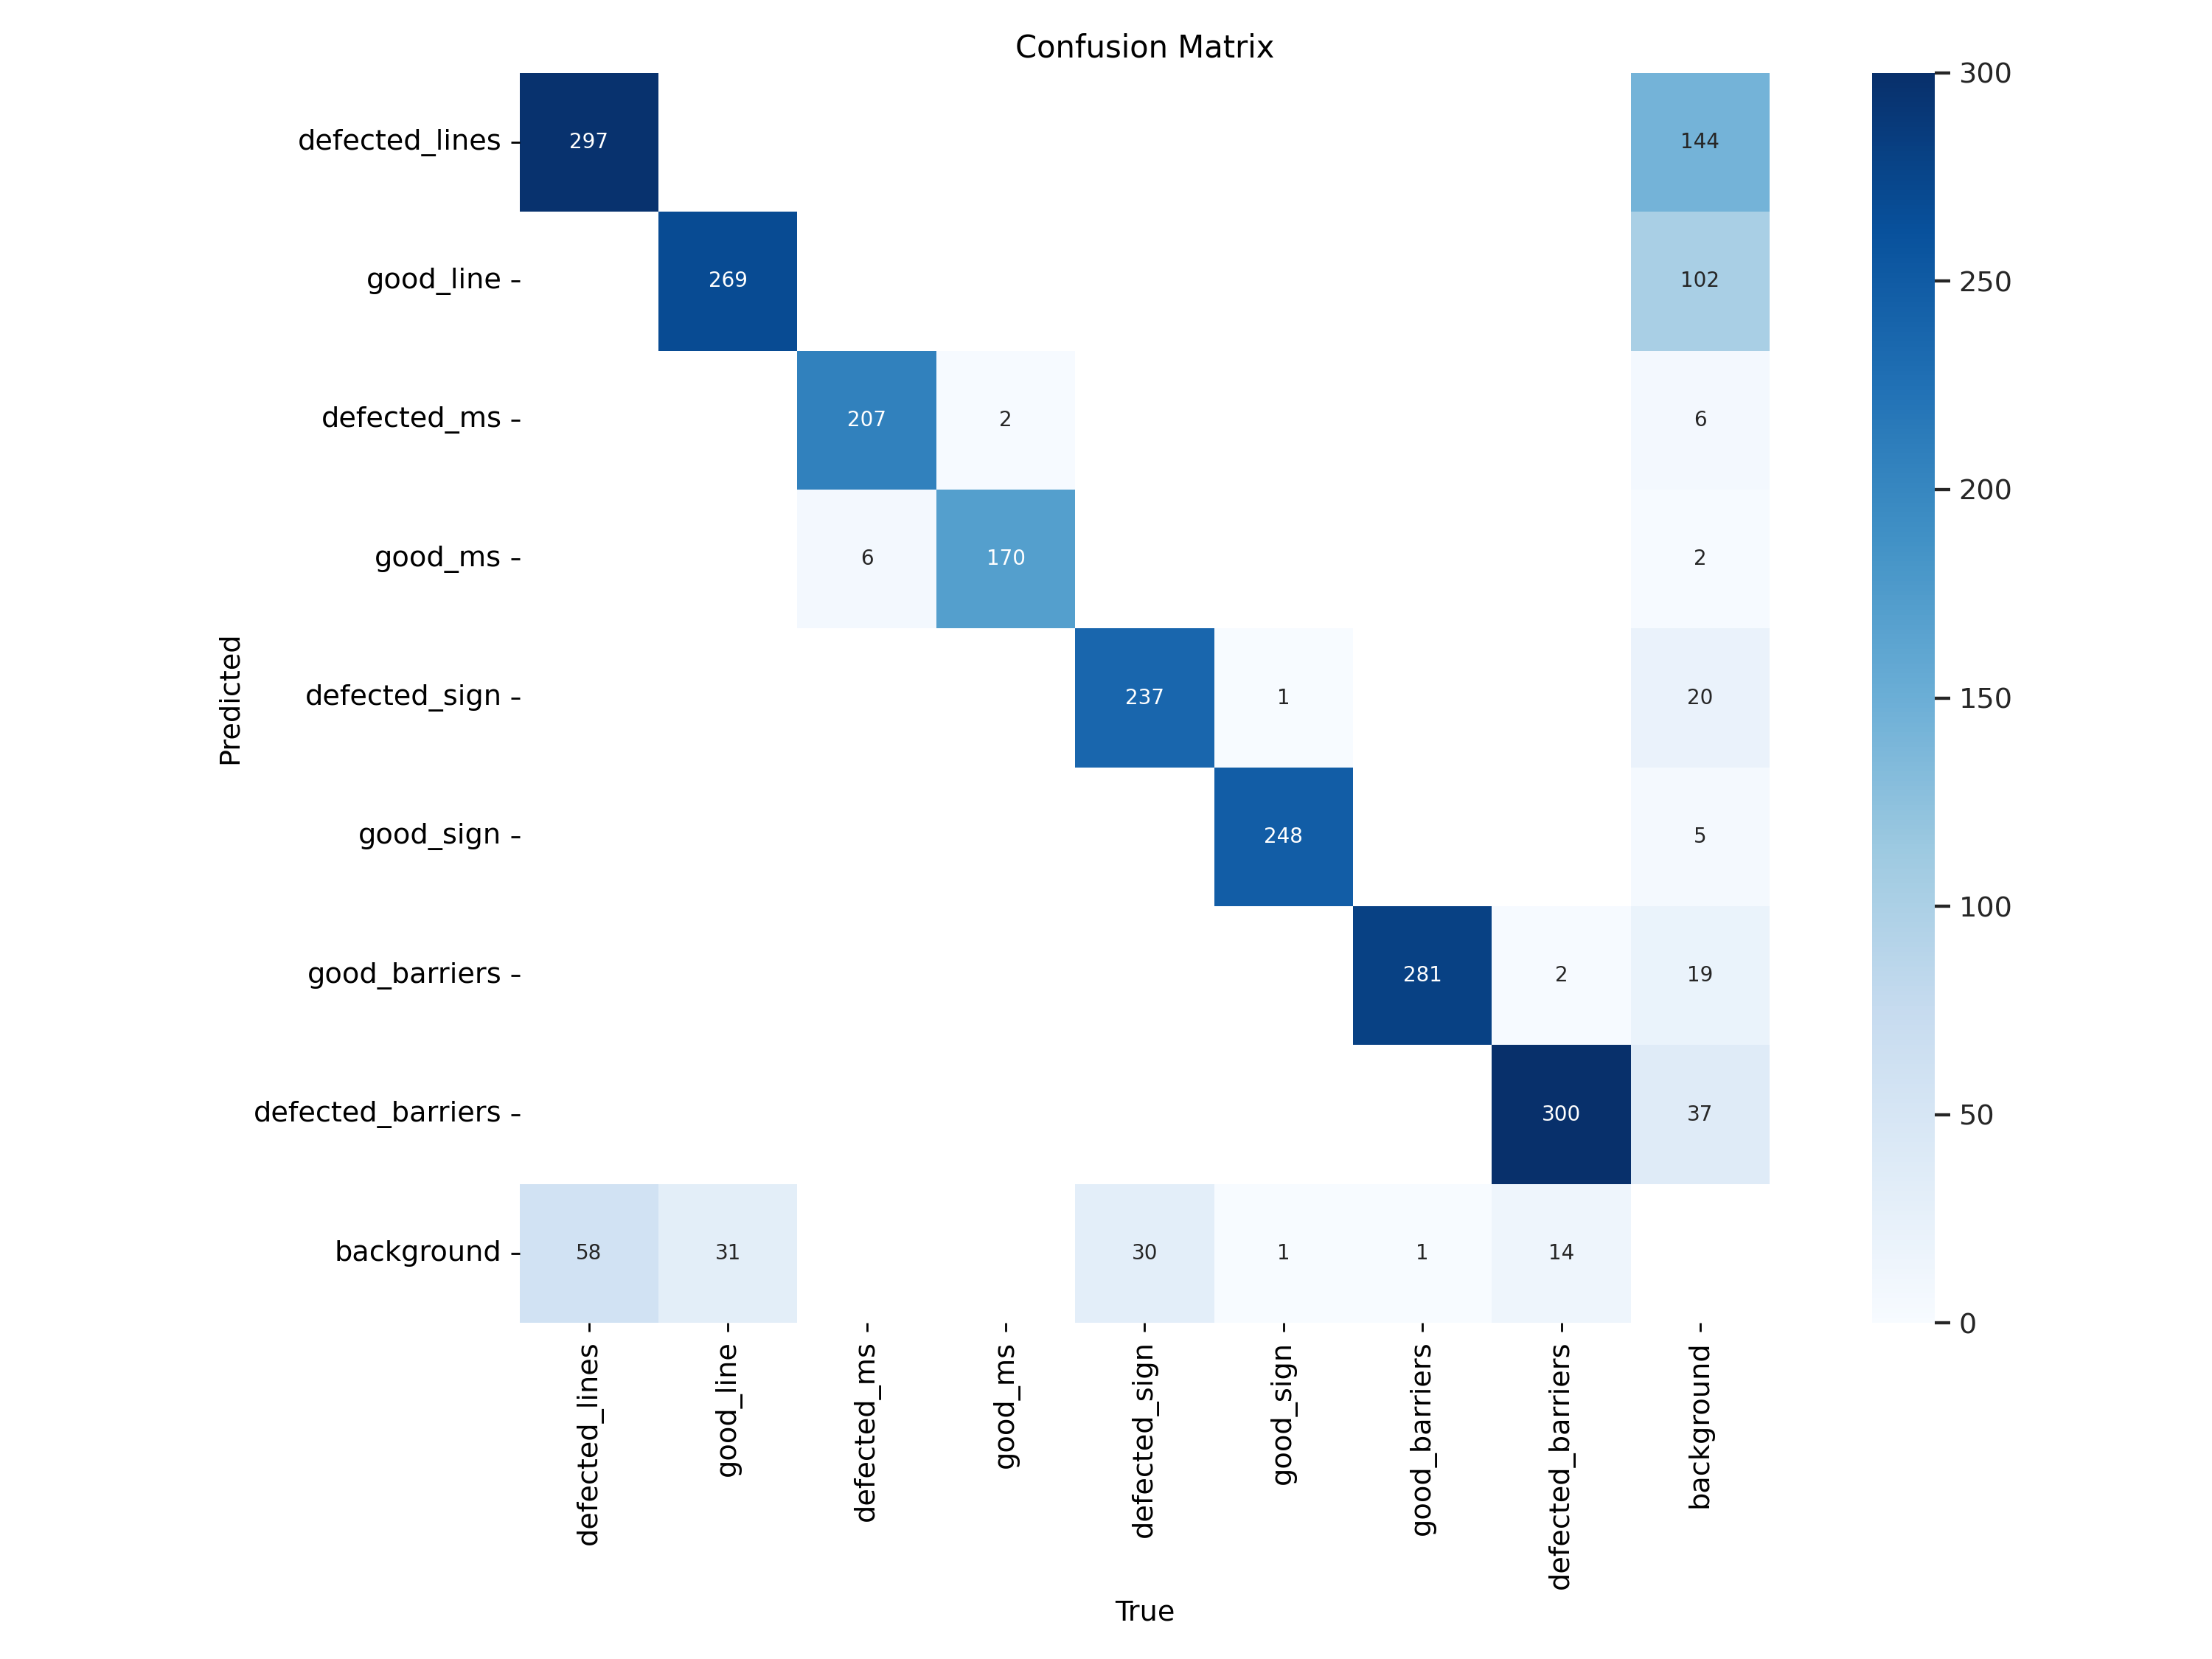 Confusion Matrix
defected_lines 297 144
good_line 269 102
defected_ms 207 2 6
good_ms 6 170 2
defected_sign 237 1 20
good_sign 248 5
good_barriers 281 2 19
defected_barriers 300 37
background 58 31 30 1 1 14
Predicted
defected_lines
good_line
defected_ms
good_ms
defected_sign
good_sign
good_barriers
defected_barriers
background
True
300
250
200
150
100
50
0